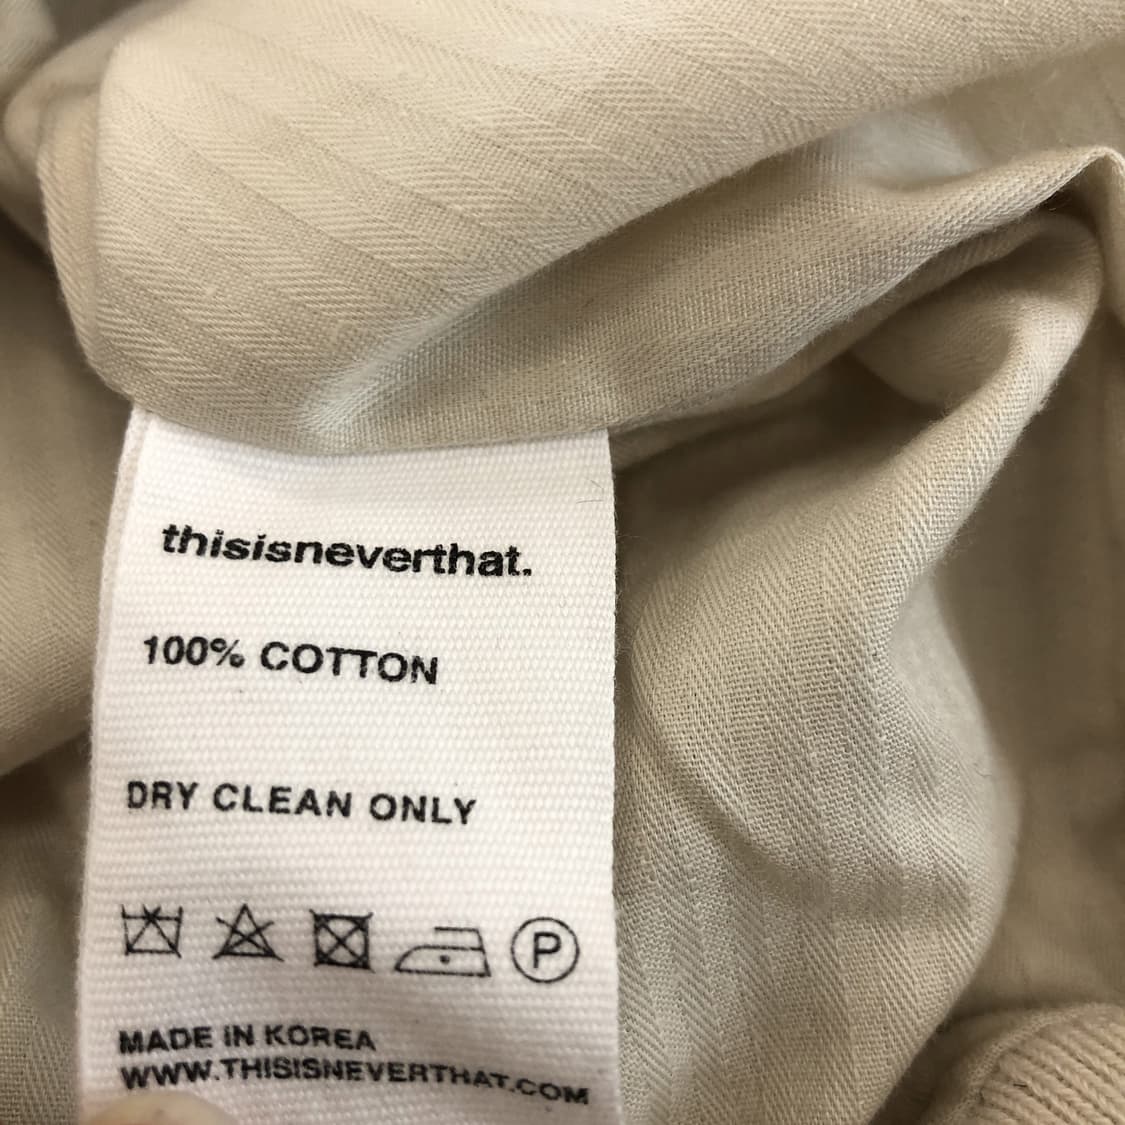 thisisneverthat.
100% COTTON
DRY CLEAN ONLY
P
MADE IN KOREA
WWW.THISISNEVERTHAT.COM